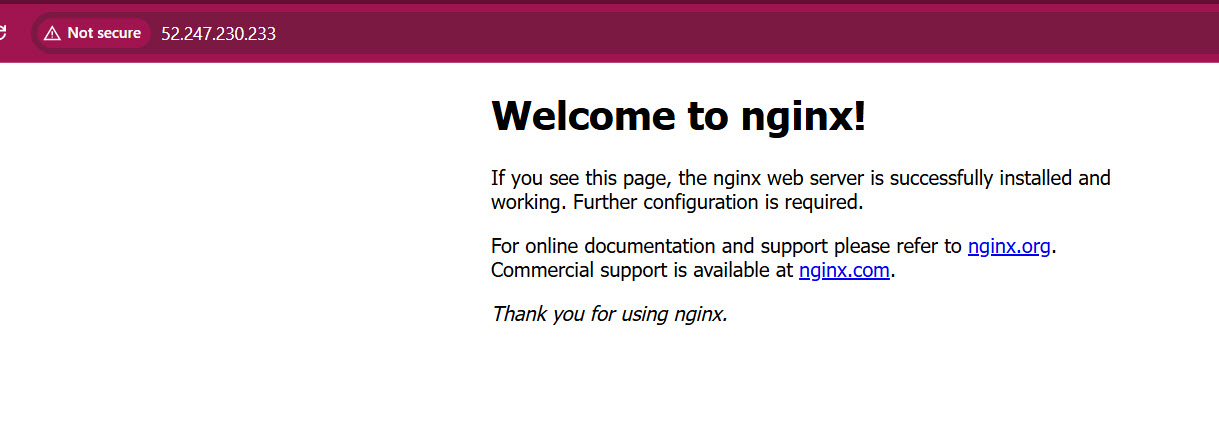 Not secure 52.247.230.233
Welcome to nginx!
If you see this page, the nginx web server is successfully installed and
working. Further configuration is required.
For online documentation and support please refer to nginx.org.
Commercial support is available at nginx.com.
Thank you for using nginx.